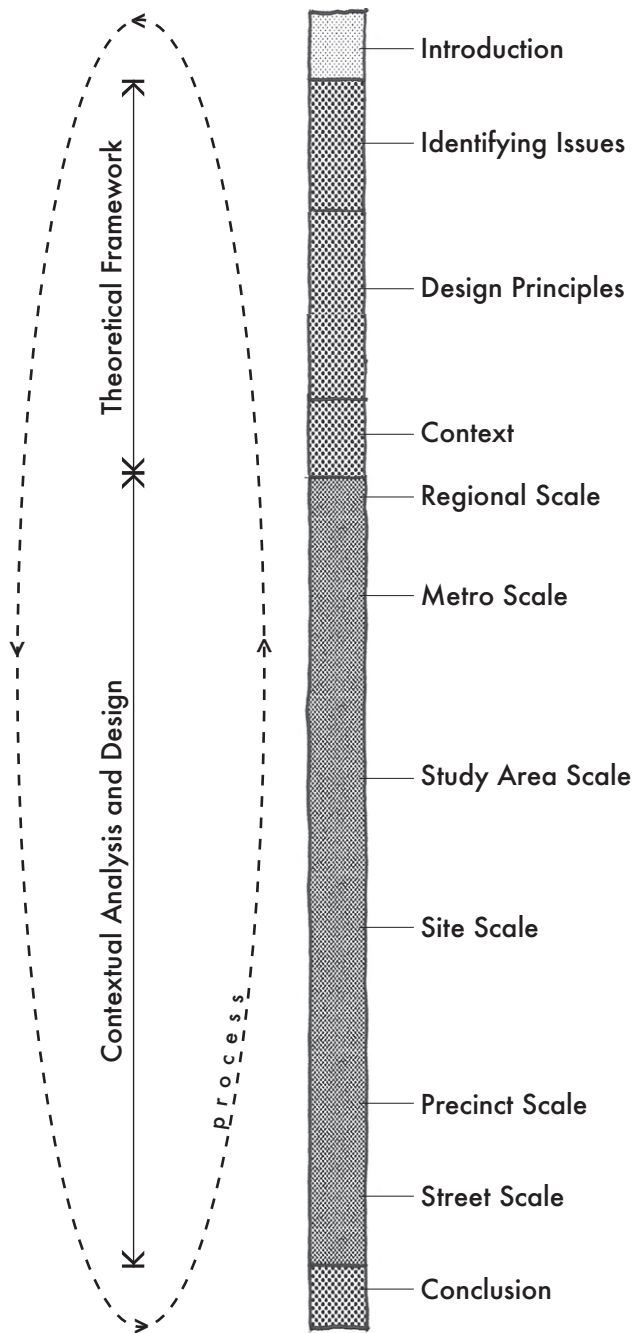 Introduction
Identifying Issues
Design Principles
Context
Regional Scale
Metro Scale
Study Area Scale
Site Scale
Precinct Scale
Street Scale
Conclusion
Theoretical Framework
Contextual Analysis and Design
process